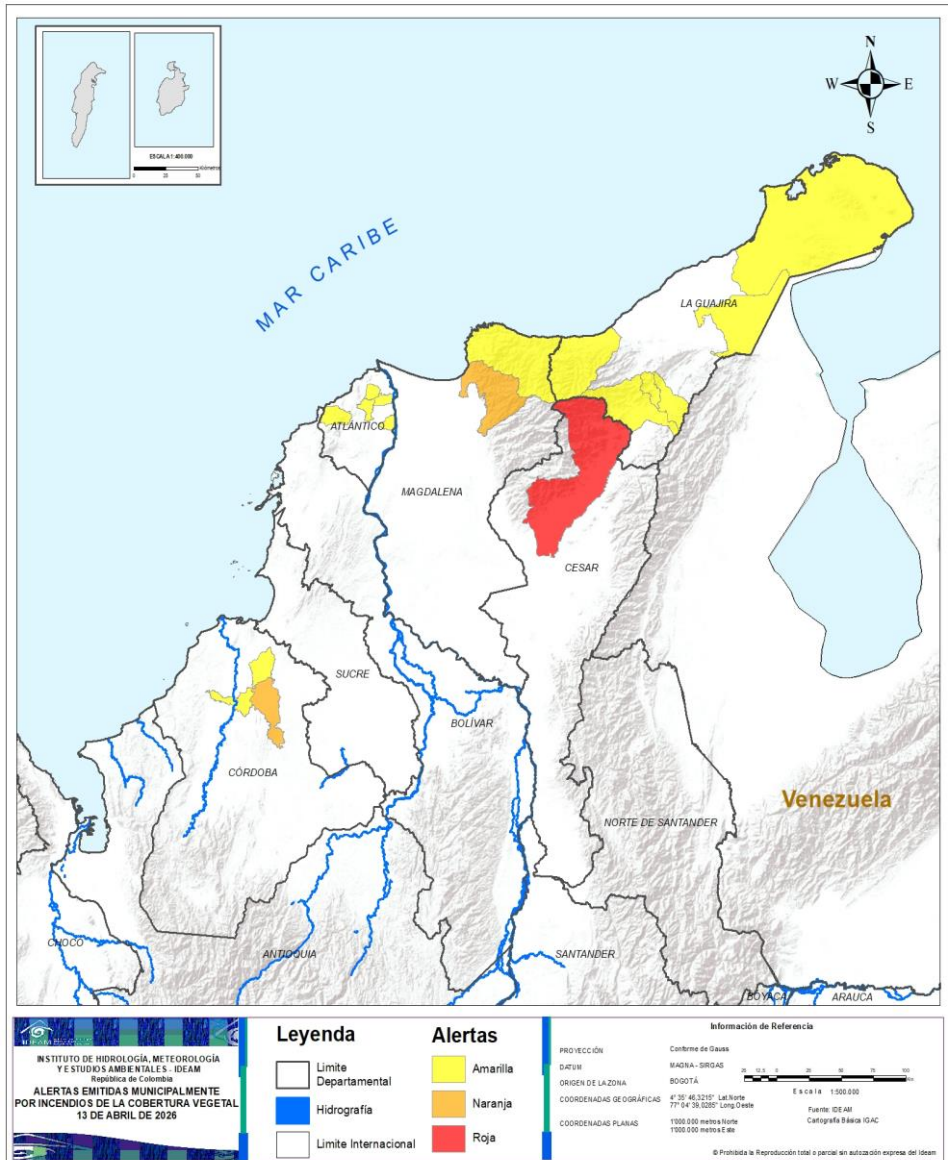 ESCALA 1: 400.000
Kilómetros
N
W
E
S
MAR CARIBE
LA GUAJIRA
ATLÁNTICO
MAGDALENA
CESAR
SUCRE
BOLÍVAR
CÓRDOBA
NORTE DE SANTANDER
Venezuela
CHOCO
ANTIOQUIA
SANTANDER
BOYACÁ
ARAUCA
IDEAM
INSTITUTO DE HIDROLOGÍA, METEOROLOGÍA
Y ESTUDIOS AMBIENTALES - IDEAM
República de Colombia
ALERTAS EMITIDAS MUNICIPALMENTE
POR INCENDIOS DE LA COBERTURA VEGETAL
13 DE ABRIL DE 2026
Leyenda
Limite
Departamental
Hidrografía
Limite Internacional
Alertas
Amarilla
Naranja
Roja
Información de Referencia
PROYECCIÓN Conforme de Gauss
DATUM MAGNA - SIRGAS
ORIGEN DE LA ZONA BOGOTÁ
COORDENADAS GEOGRÁFICAS 4° 35' 46,3215" Lat.Norte
77° 04' 39,0285" Long.Oeste
COORDENADAS PLANAS 1'000.000 metros Norte
1'000.000 metros Este
Escala 1:500.000
Fuente: IDEAM
Cartografía Básica IGAC
© Prohibida la Reproducción total o parcial sin autozación expresa del Ideam